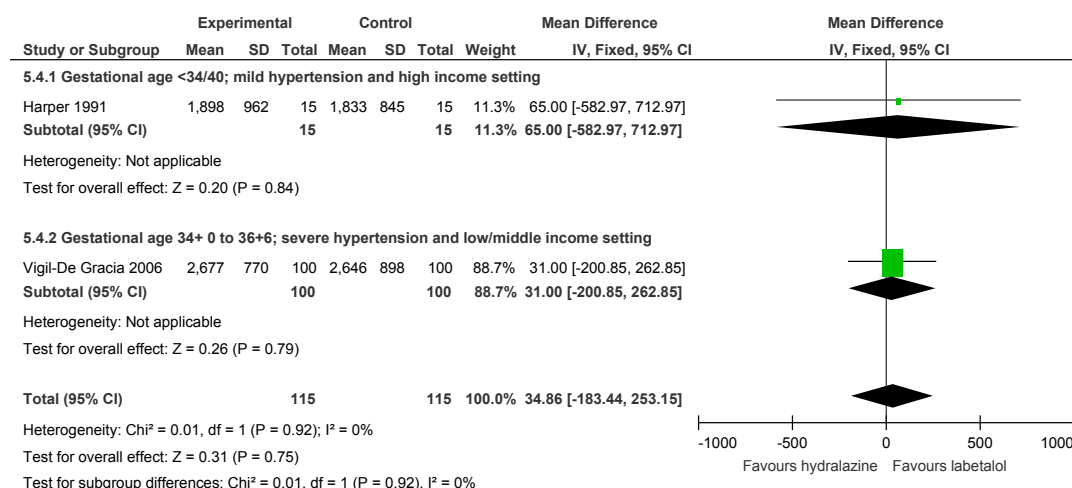 Experimental Control Mean Difference Mean Difference
Study or Subgroup Mean SD Total Mean SD Total Weight IV, Fixed, 95% CI IV, Fixed, 95% CI
5.4.1 Gestational age <34/40; mild hypertension and high income setting
Harper 1991 1,898 962 15 1,833 845 15 11.3% 65.00 [-582.97, 712.97]
Subtotal (95% CI) 15 15 11.3% 65.00 [-582.97, 712.97]
Heterogeneity: Not applicable
Test for overall effect: Z = 0.20 (P = 0.84)
5.4.2 Gestational age 34+ 0 to 36+6; severe hypertension and low/middle income setting
Vigil-De Gracia 2006 2,677 770 100 2,646 898 100 88.7% 31.00 [-200.85, 262.85]
Subtotal (95% CI) 100 100 88.7% 31.00 [-200.85, 262.85]
Heterogeneity: Not applicable
Test for overall effect: Z = 0.26 (P = 0.79)
Total (95% CI) 115 115 100.0% 34.86 [-183.44, 253.15]
Heterogeneity: Chi² = 0.01, df = 1 (P = 0.92); I² = 0%
Test for overall effect: Z = 0.31 (P = 0.75)
Test for subgroup differences: Chi² = 0.01, df = 1 (P = 0.92), I² = 0%
-1000 -500 0 500 1000
Favours hydralazine Favours labetalol